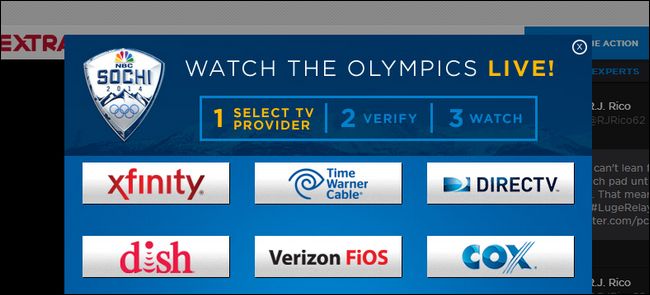 EXTRA
NBC
SOCHI
2014
WATCH THE OLYMPICS LIVE!
X
1 SELECT TV
PROVIDER
2 VERIFY
3 WATCH
xfinity
Time
Warner
Cable
DIRECTV
dish
Verizon FiOS
COX
E ACTION
EXPERTS
R.J. Rico
@RJRico62
can't lean f
ch pad unt
. That mea
#LugeRelay
ter.com/pc
R.J. Rico